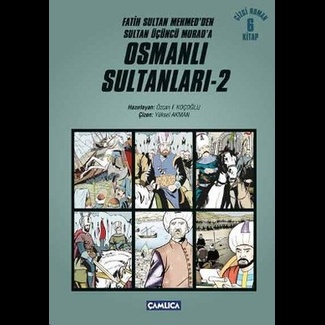 FATİH SULTAN MEHMED'DEN
SULTAN ÜÇÜNCÜ MURAD'A
OSMANLI
SULTANLARI-2
Hazırlayan: Özcan F. KOÇOĞLU
Çizen: Yüksel AKMAN
ÇİZGİ ROMAN
6
KİTAP
ÇAMLICA